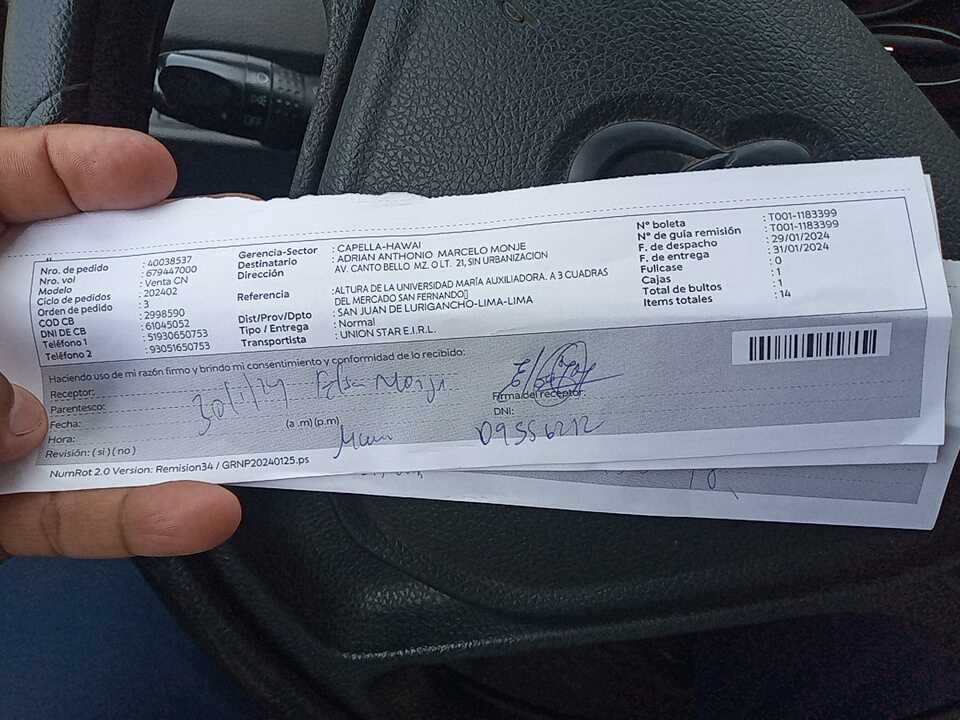 Nro. de pedido : 40038537
Nro. vol : 679447000
Modelo : Venta CN
Ciclo de pedidos : 202402
Orden : 3
COD CB : 2998590
DNI DE CB : 61045052
Teléfono 1 : 51930650753
Teléfono 2 : 93051650753
Gerencia-Sector : CAPELLA-HAWAI
Destinatario : ADRIAN ANTHONIO MARCELO MONJE
Dirección AV. CANTO BELLO MZ. O LT. 21, SIN URBANIZACION
Referencia : ALTURA DE LA UNIVERSIDAD MARÍA AUXILIADORA. A 3 CUADRAS
DEL MERCADO SAN FERNANDO
Dist/Prov/Dpto : SAN JUAN DE LURIGANCHO-LIMA-LIMA
Tipo / Entrega : Normal
Transportista : UNION STAR E.I.R.L.
N° boleta : T001-1183399
N° de guía remisión : T001-1183399
F. de despacho : 29/01/2024
F. de entrega : 31/01/2024
Fullcase : 0
Cajas : 1
Total de bultos : 1
Items totales : 14
Haciendo uso de mi razón firmo y brindo mi consentimiento y conformidad de lo recibido:
Receptor:
Parentesco:
Fecha: 30/1/24
Hora: (a .m) (p.m)
Revisión: ( si ) ( no )
Firma del receptor:
DNI: 09556212
NumRot 2.0 Version: Remision34 / GRNP20240125.ps